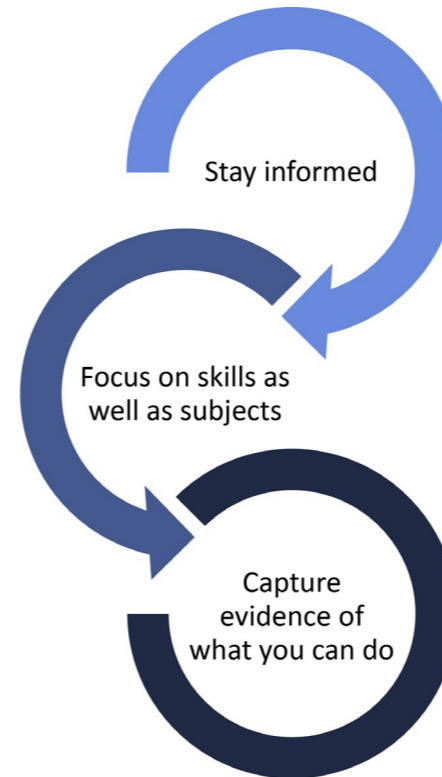 Stay informed
Focus on skills as
well as subjects
Capture
evidence of
what you can do